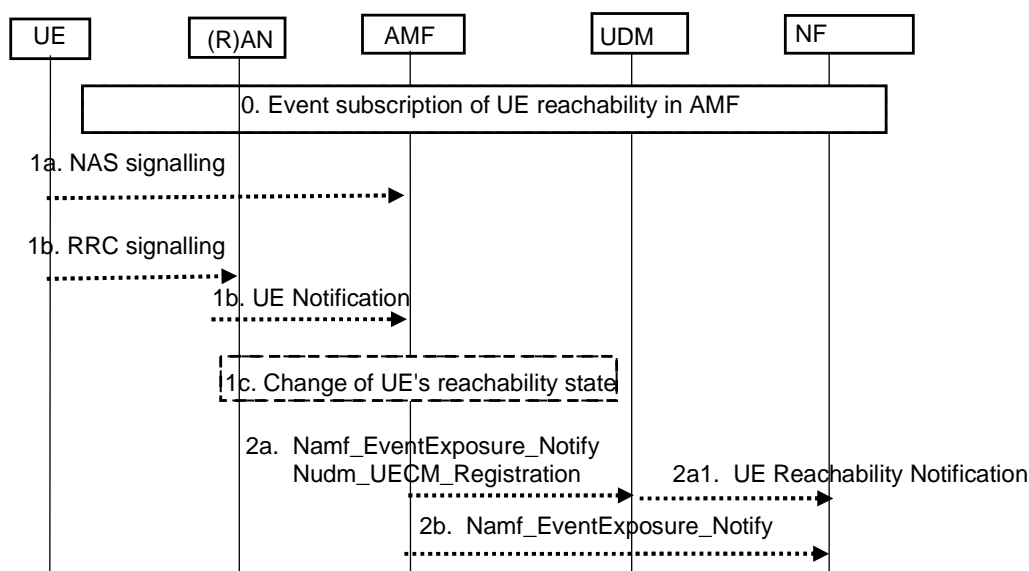 UE
(R)AN
AMF
UDM
NF
0. Event subscription of UE reachability in AMF
1a. NAS signalling
1b. RRC signalling
1b. UE Notification
1c. Change of UE's reachability state
2a. Namf_EventExposure_Notify
Nudm_UECM_Registration
2a1. UE Reachability Notification
2b. Namf_EventExposure_Notify